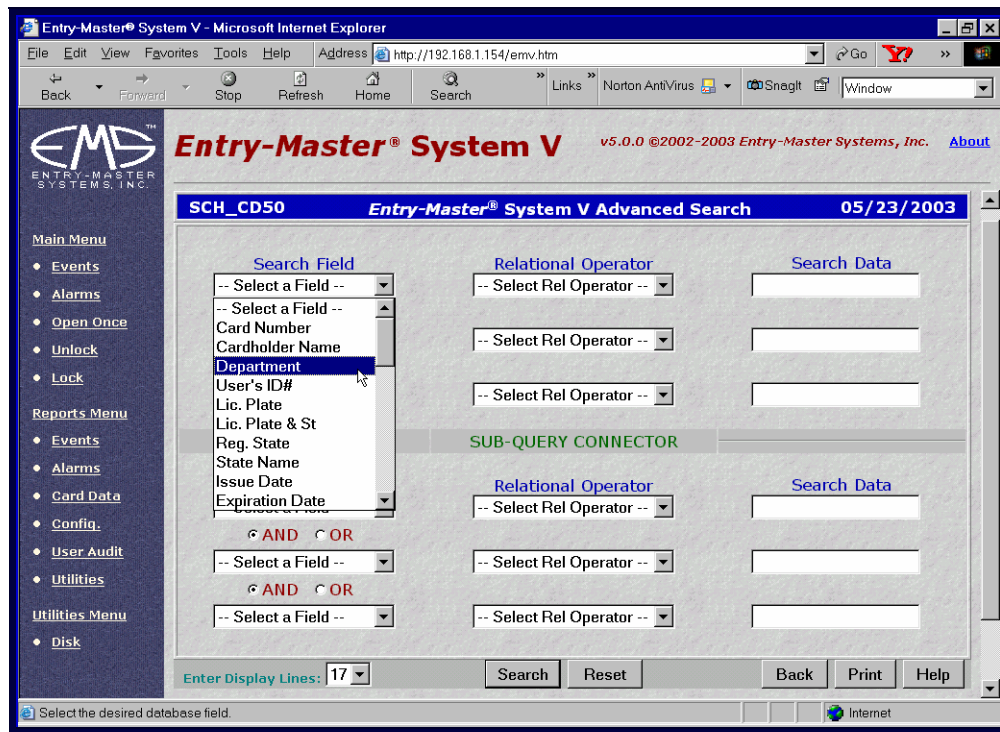 Entry-Master® System V - Microsoft Internet Explorer
File Edit View Favorites Tools Help Address http://192.168.1.154/emv.htm Go Y? »
Back Forward Stop Refresh Home Search » Links » Norton AntiVirus SnagIt Window
EMS™
ENTRY-MASTER
SYSTEMS, INC.
Entry-Master® System V v5.0.0 ©2002-2003 Entry-Master Systems, Inc. About
SCH_CD50 Entry-Master® System V Advanced Search 05/23/2003
Main Menu
Events
Alarms
Open Once
Unlock
Lock
Reports Menu
Events
Alarms
Card Data
Config.
User Audit
Utilities
Utilities Menu
Disk
Search Field Relational Operator Search Data
-- Select a Field -- -- Select Rel Operator --
-- Select a Field --
Card Number
Cardholder Name
Department
User's ID#
Lic. Plate
Lic. Plate & St
Reg. State
State Name
Issue Date
Expiration Date
-- Select Rel Operator --
-- Select Rel Operator --
SUB-QUERY CONNECTOR
Relational Operator Search Data
-- Select Rel Operator --
AND OR
-- Select a Field -- -- Select Rel Operator --
AND OR
-- Select a Field -- -- Select Rel Operator --
Enter Display Lines: 17 Search Reset Back Print Help
Select the desired database field. Internet